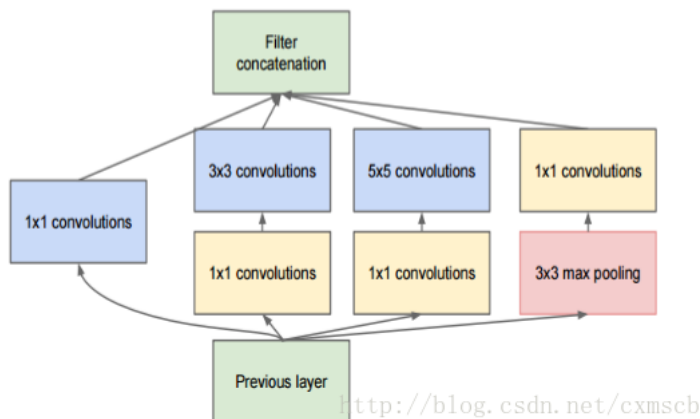 Filter
concatenation
3x3 convolutions
5x5 convolutions
1x1 convolutions
1x1 convolutions
1x1 convolutions
1x1 convolutions
3x3 max pooling
Previous layer
http://blog.csdn.net/cxmscb